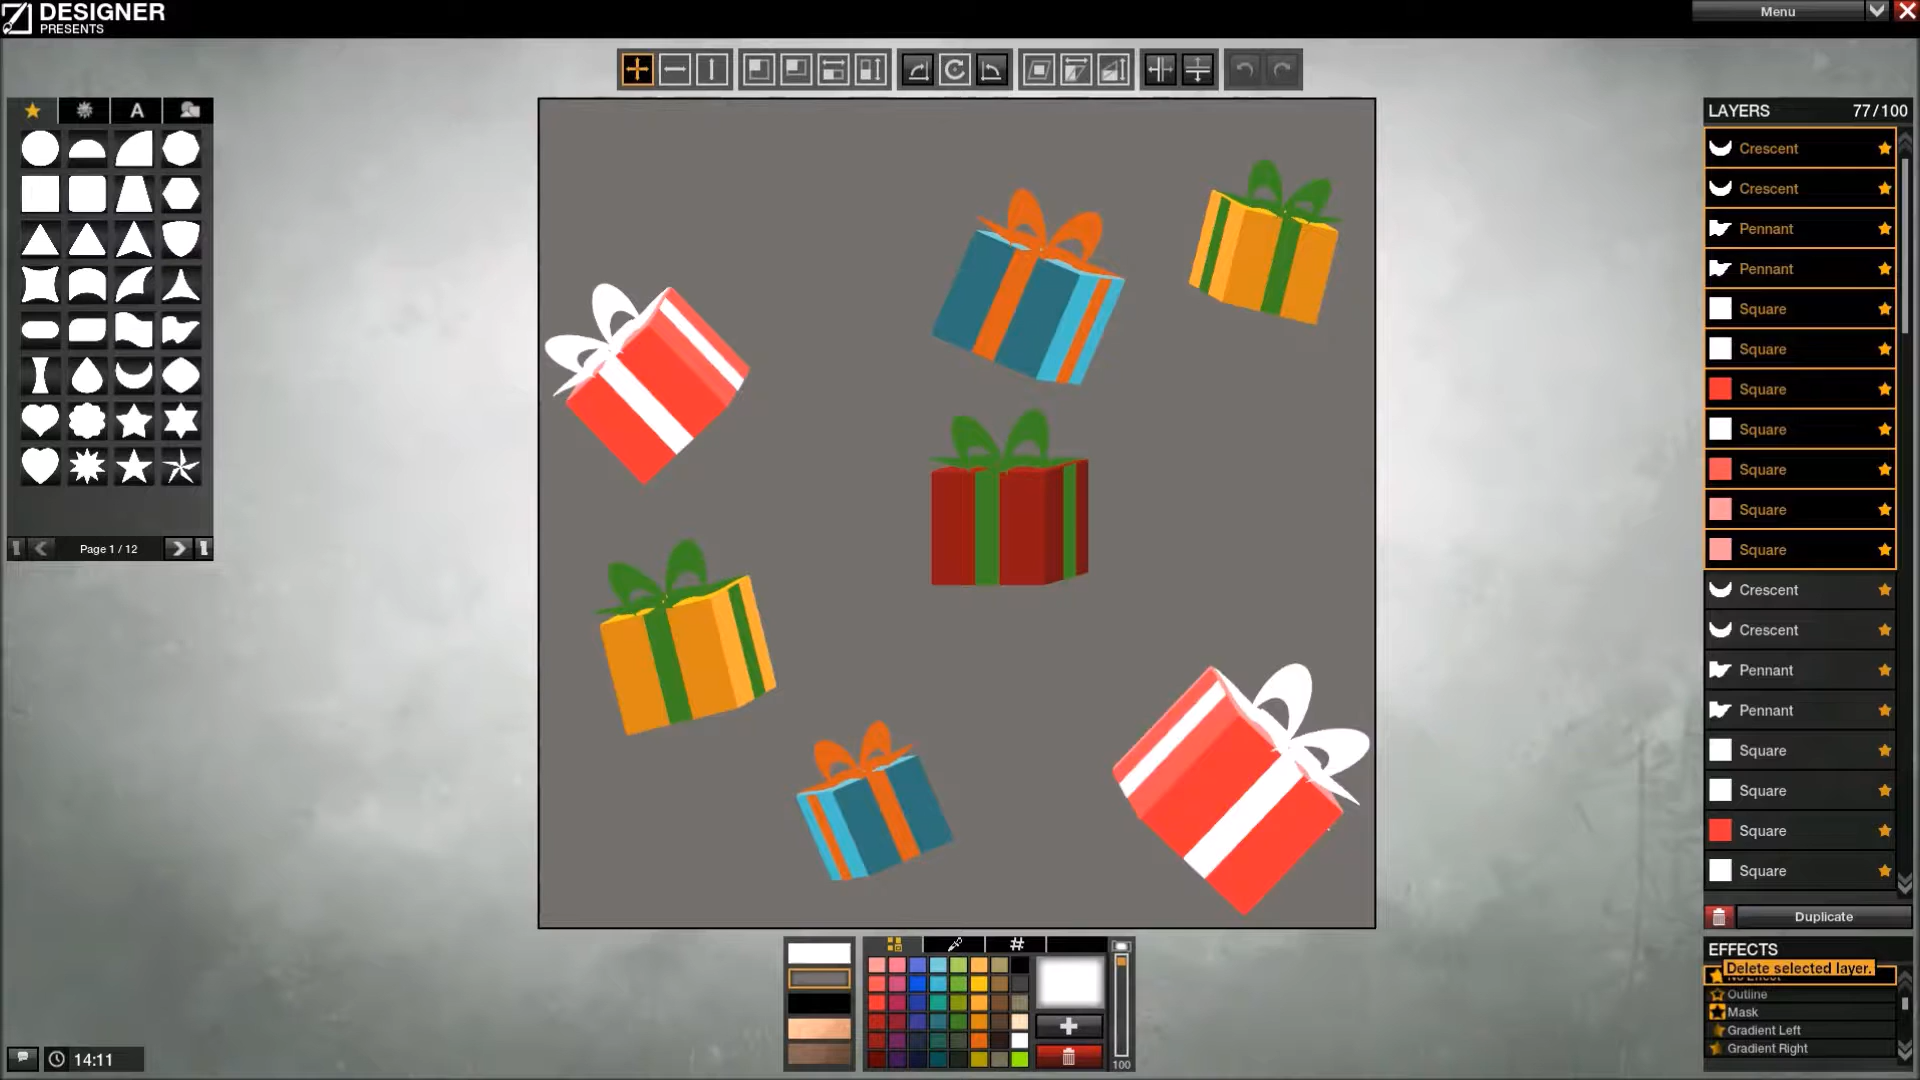 DESIGNER
PRESENTS
Menu
A
Page 1 / 12
LAYERS 77/100
Crescent
Crescent
Pennant
Pennant
Square
Square
Square
Square
Square
Square
Square
Crescent
Crescent
Pennant
Pennant
Square
Square
Square
Square
Duplicate
EFFECTS
Delete selected layer.
Outline
Mask
Gradient Left
Gradient Right
#
100
14:11